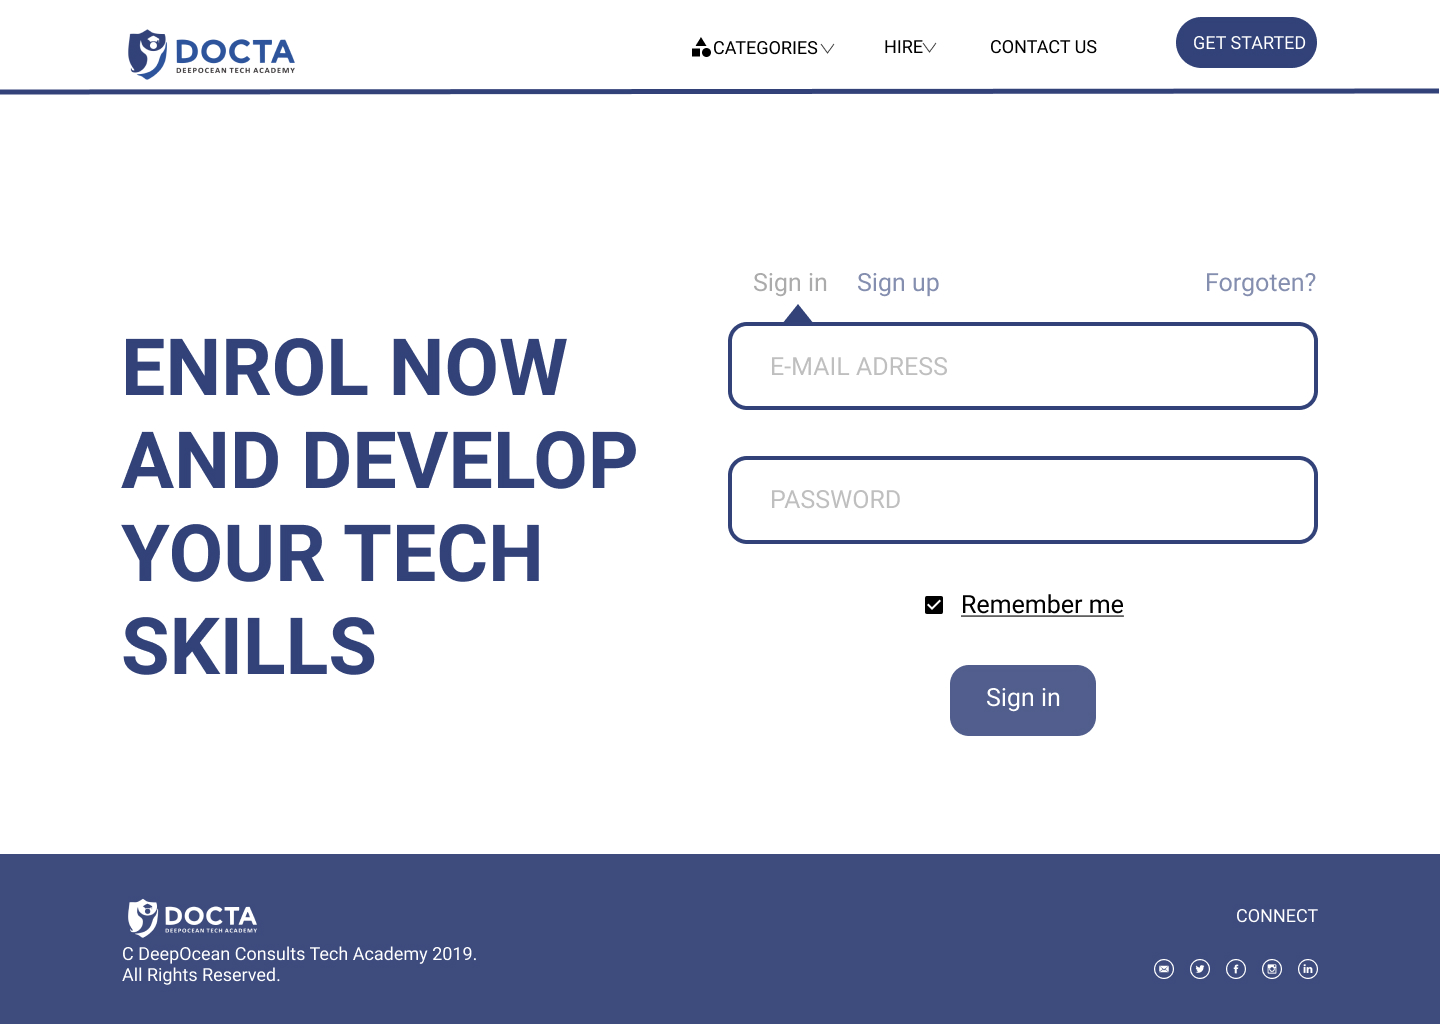 DOCTA
DEEPOCEAN TECH ACADEMY
CATEGORIES
HIRE
CONTACT US
GET STARTED
ENROL NOW
AND DEVELOP
YOUR TECH
SKILLS
Sign in
Sign up
Forgoten?
E-MAIL ADRESS
PASSWORD
Remember me
Sign in
DOCTA
DEEPOCEAN TECH ACADEMY
C DeepOcean Consults Tech Academy 2019.
All Rights Reserved.
CONNECT